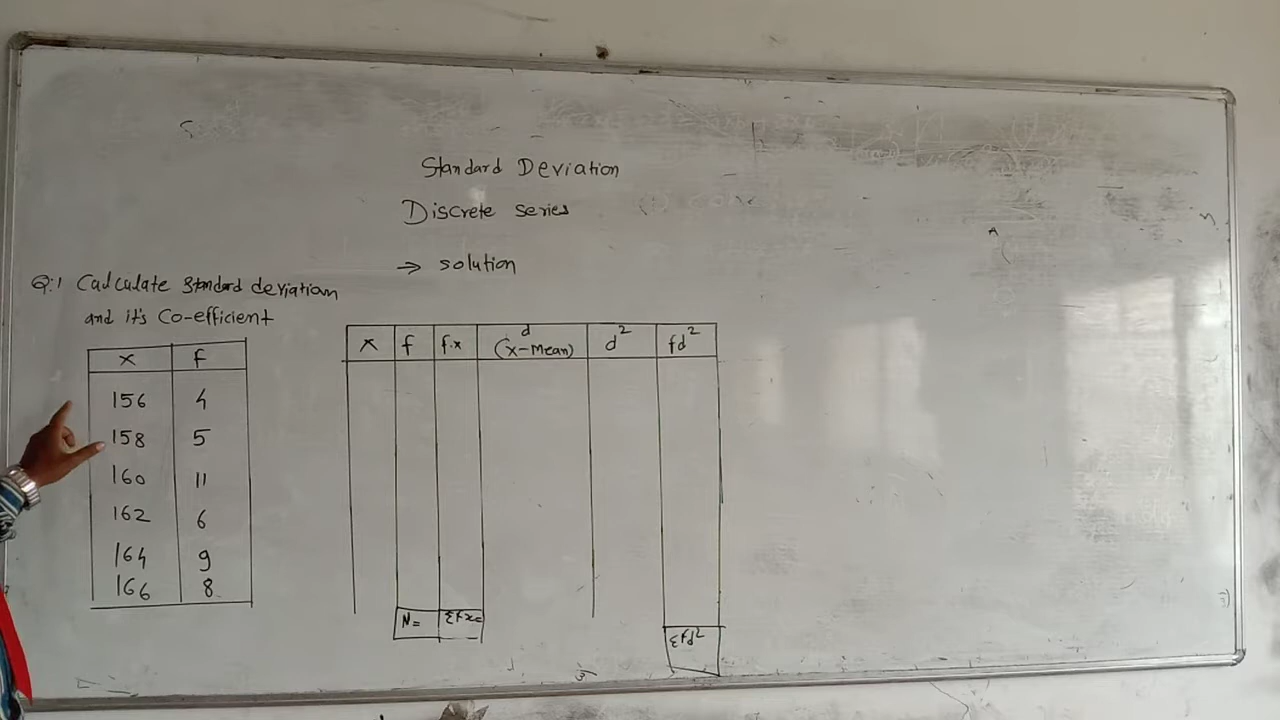 Standard Deviation
Discrete series
→ solution
Q.1 Calculate standard deviation
and it's Co-efficient
x f
156 4
158 5
160 11
162 6
164 9
166 8
x f f.x d (x-Mean) d² fd²
N= Σfx=
Σfd²